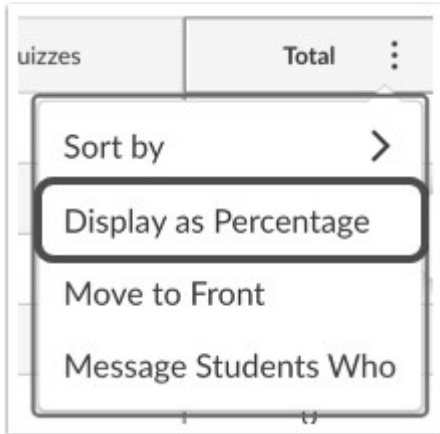 uizzes Total
Sort by
Display as Percentage
Move to Front
Message Students Who